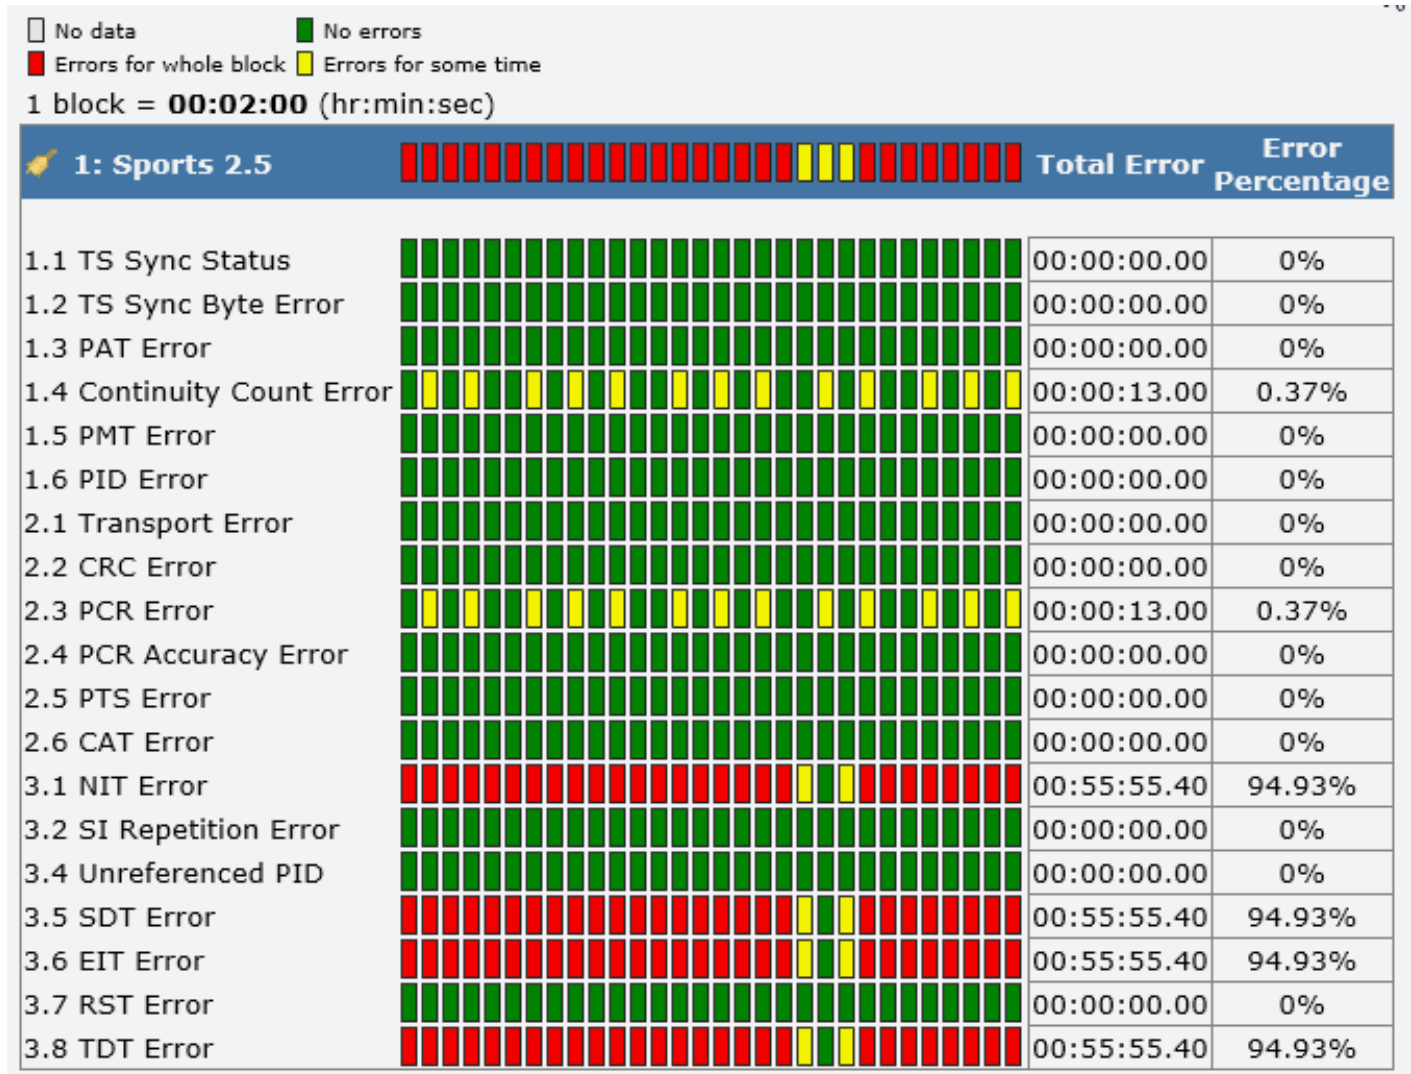 No data No errors
Errors for whole block Errors for some time
1 block = 00:02:00 (hr:min:sec)
1: Sports 2.5 Total Error Error Percentage
1.1 TS Sync Status 00:00:00.00 0%
1.2 TS Sync Byte Error 00:00:00.00 0%
1.3 PAT Error 00:00:00.00 0%
1.4 Continuity Count Error 00:00:13.00 0.37%
1.5 PMT Error 00:00:00.00 0%
1.6 PID Error 00:00:00.00 0%
2.1 Transport Error 00:00:00.00 0%
2.2 CRC Error 00:00:00.00 0%
2.3 PCR Error 00:00:13.00 0.37%
2.4 PCR Accuracy Error 00:00:00.00 0%
2.5 PTS Error 00:00:00.00 0%
2.6 CAT Error 00:00:00.00 0%
3.1 NIT Error 00:55:55.40 94.93%
3.2 SI Repetition Error 00:00:00.00 0%
3.4 Unreferenced PID 00:00:00.00 0%
3.5 SDT Error 00:55:55.40 94.93%
3.6 EIT Error 00:55:55.40 94.93%
3.7 RST Error 00:00:00.00 0%
3.8 TDT Error 00:55:55.40 94.93%